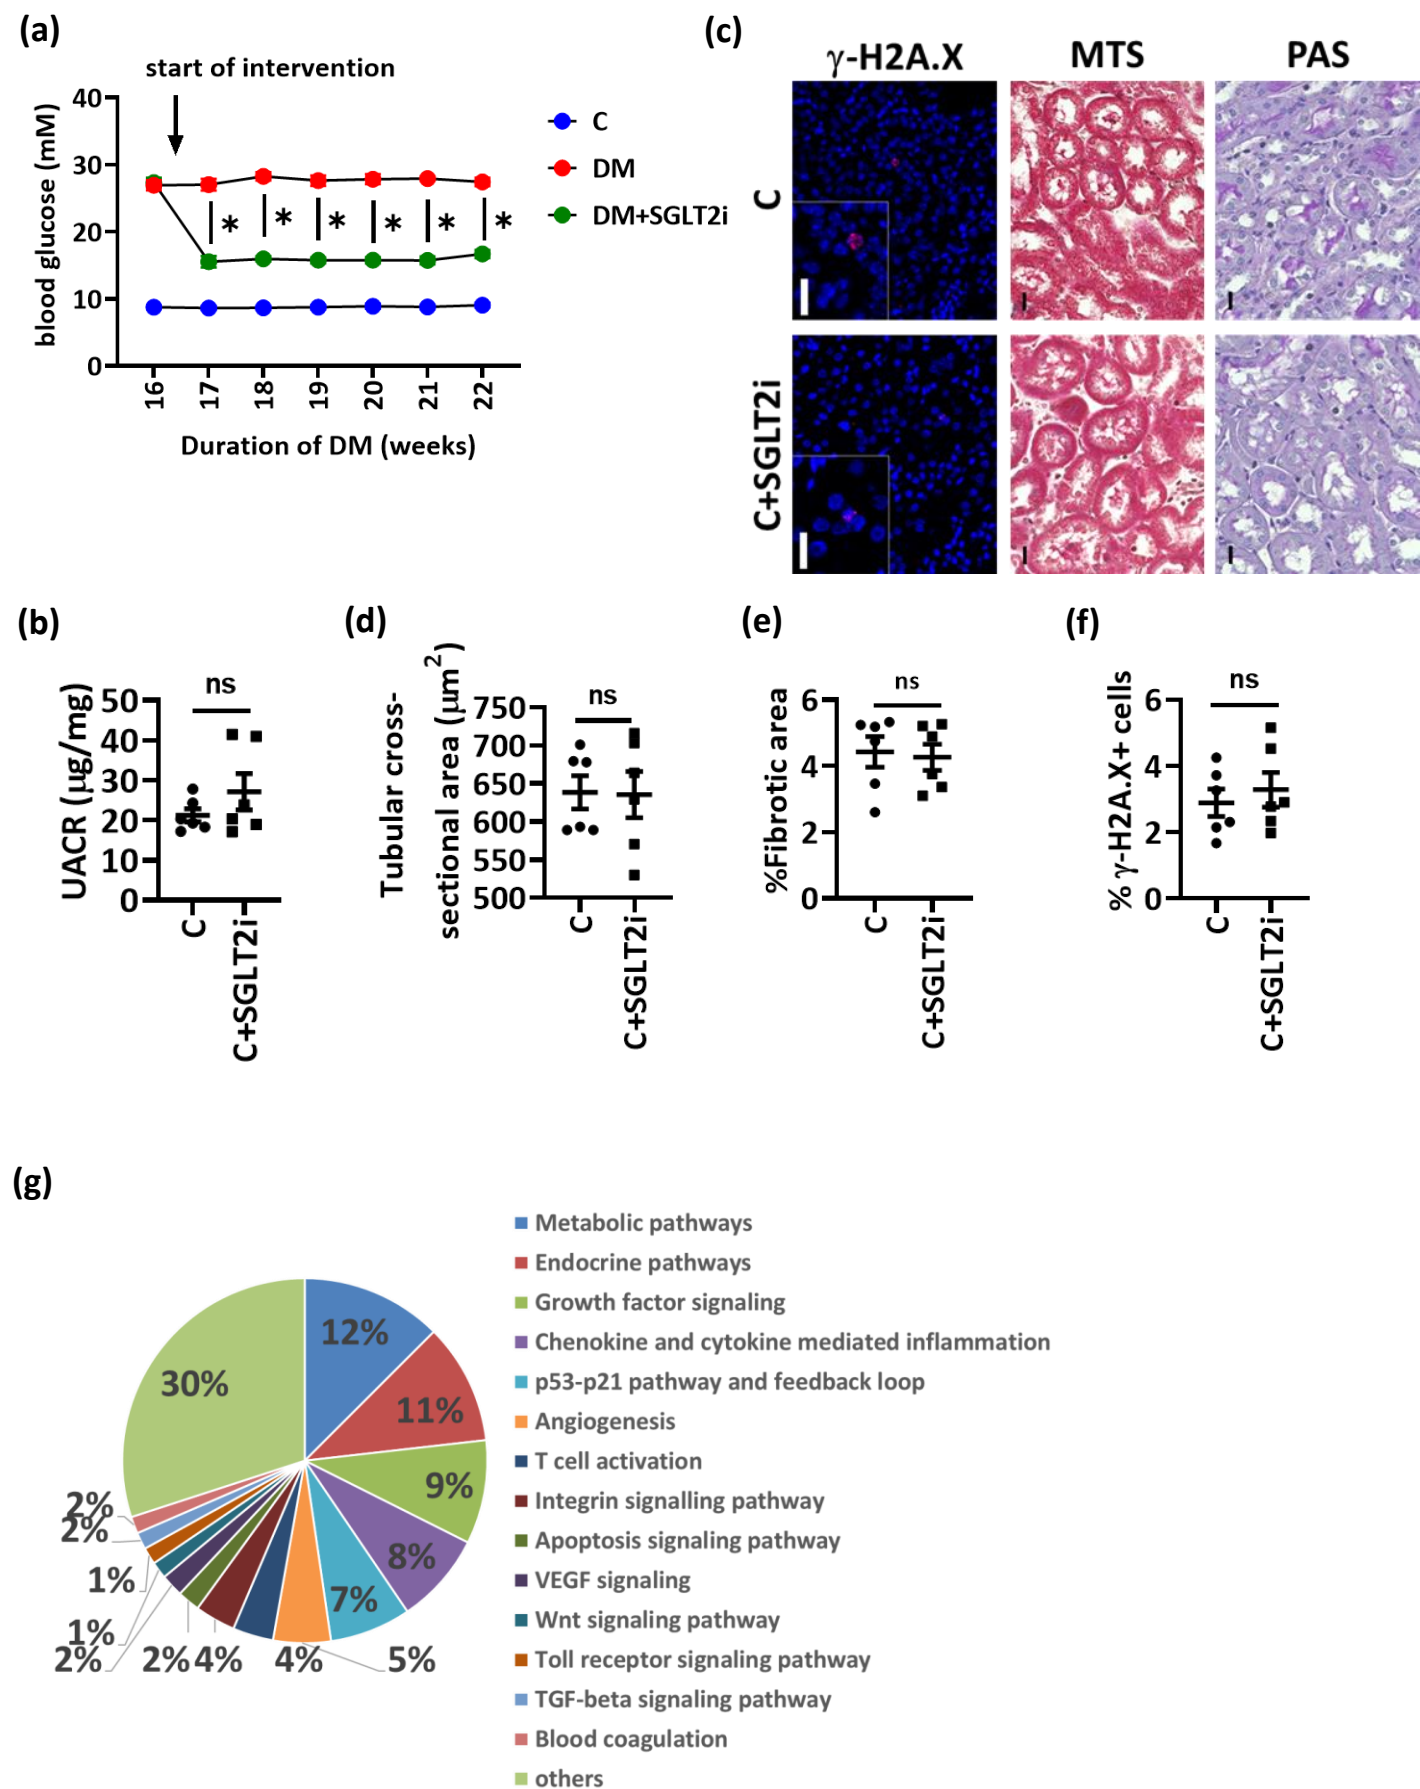 (a)
start of intervention
blood glucose (mM)
40
30
20
10
0
* * * * * *
16 17 18 19 20 21 22
Duration of DM (weeks)
C
DM
DM+SGLT2i
(c)
γ-H2A.X MTS PAS
C
C+SGLT2i
(b)
UACR (µg/mg)
50
40
30
20
10
0
ns
C
C+SGLT2i
(d)
Tubular cross-
sectional area (µm²)
750
700
650
600
550
500
ns
C
C+SGLT2i
(e)
%Fibrotic area
6
4
2
0
ns
C
C+SGLT2i
(f)
% γ-H2A.X+ cells
6
4
2
0
ns
C
C+SGLT2i
(g)
12%
11%
9%
8%
7%
5%
4%
4%
2%
2%
1%
1%
2%
2%
30%
Metabolic pathways
Endocrine pathways
Growth factor signaling
Chenokine and cytokine mediated inflammation
p53-p21 pathway and feedback loop
Angiogenesis
T cell activation
Integrin signalling pathway
Apoptosis signaling pathway
VEGF signaling
Wnt signaling pathway
Toll receptor signaling pathway
TGF-beta signaling pathway
Blood coagulation
others